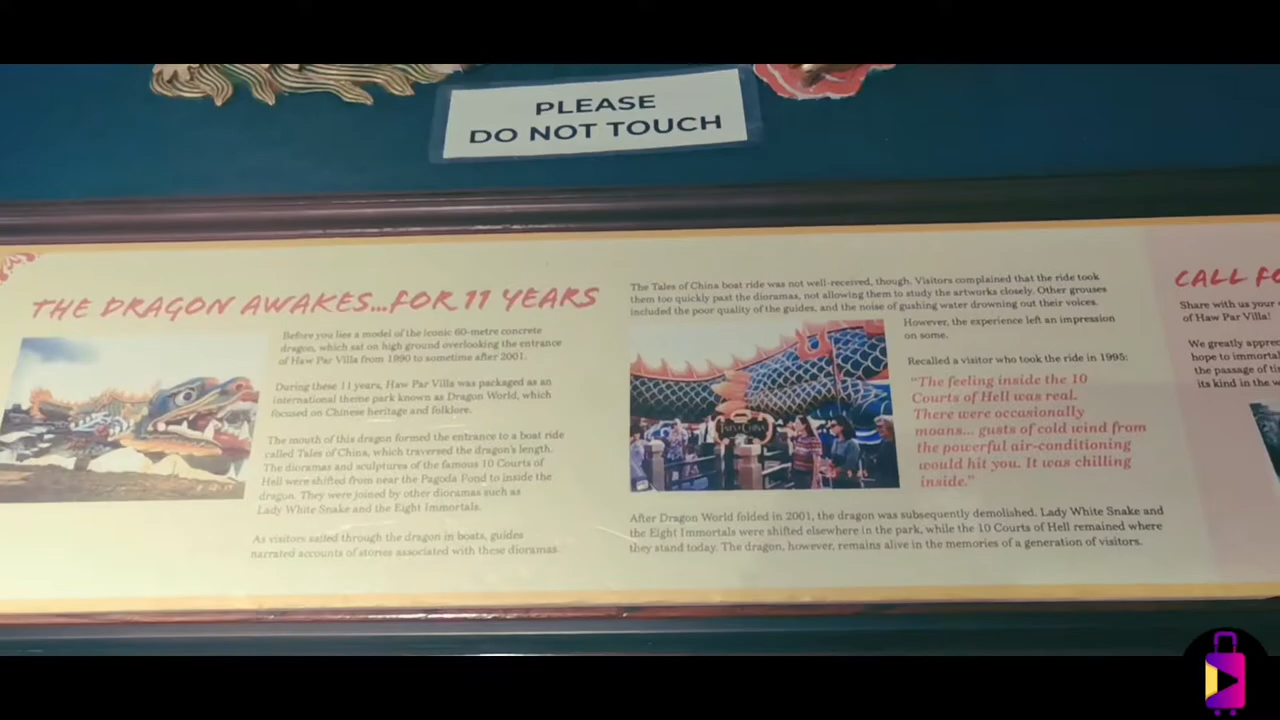 PLEASE
DO NOT TOUCH
THE DRAGON AWAKES...FOR 11 YEARS
Before you lies a model of the iconic 60-metre concrete
dragon, which sat on high ground overlooking the entrance
of Haw Par Villa from 1990 to sometime after 2001.
During these 11 years, Haw Par Villa was packaged as an
international theme park known as Dragon World, which
focused on Chinese heritage and folklore.
The mouth of this dragon formed the entrance to a boat ride
called Tales of China, which traversed the dragon's length.
The dioramas and sculptures of the famous 10 Courts of
Hell were shifted from near the Pagoda Pond to inside the
dragon. They were joined by other dioramas such as
Lady White Snake and the Eight Immortals.
As visitors sailed through the dragon in boats, guides
narrated accounts of stories associated with these dioramas.
The Tales of China boat ride was not well-received, though. Visitors complained that the ride took
them too quickly past the dioramas, not allowing them to study the artworks closely. Other grouses
included the poor quality of the guides, and the noise of gushing water drowning out their voices.
However, the experience left an impression
on some.
Recalled a visitor who took the ride in 1995:
"The feeling inside the 10
Courts of Hell was real.
There were occasionally
moans... gusts of cold wind from
the powerful air-conditioning
would hit you. It was chilling
inside."
After Dragon World folded in 2001, the dragon was subsequently demolished. Lady White Snake and
the Eight Immortals were shifted elsewhere in the park, while the 10 Courts of Hell remained where
they stand today. The dragon, however, remains alive in the memories of a generation of visitors.
CALL FO
Share with us your
of Haw Par Villa!
We greatly apprec
hope to immortal
the passage of ti
its kind in the w